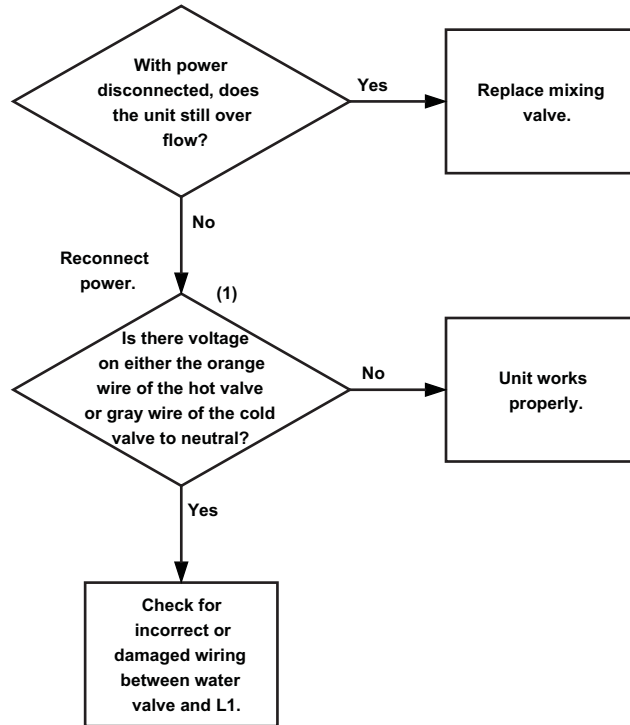 With power
disconnected, does
the unit still over
flow?
Yes
Replace mixing
valve.
No
Reconnect
power.
(1)
Is there voltage
on either the orange
wire of the hot valve
or gray wire of the cold
valve to neutral?
No
Unit works
properly.
Yes
Check for
incorrect or
damaged wiring
between water
valve and L1.